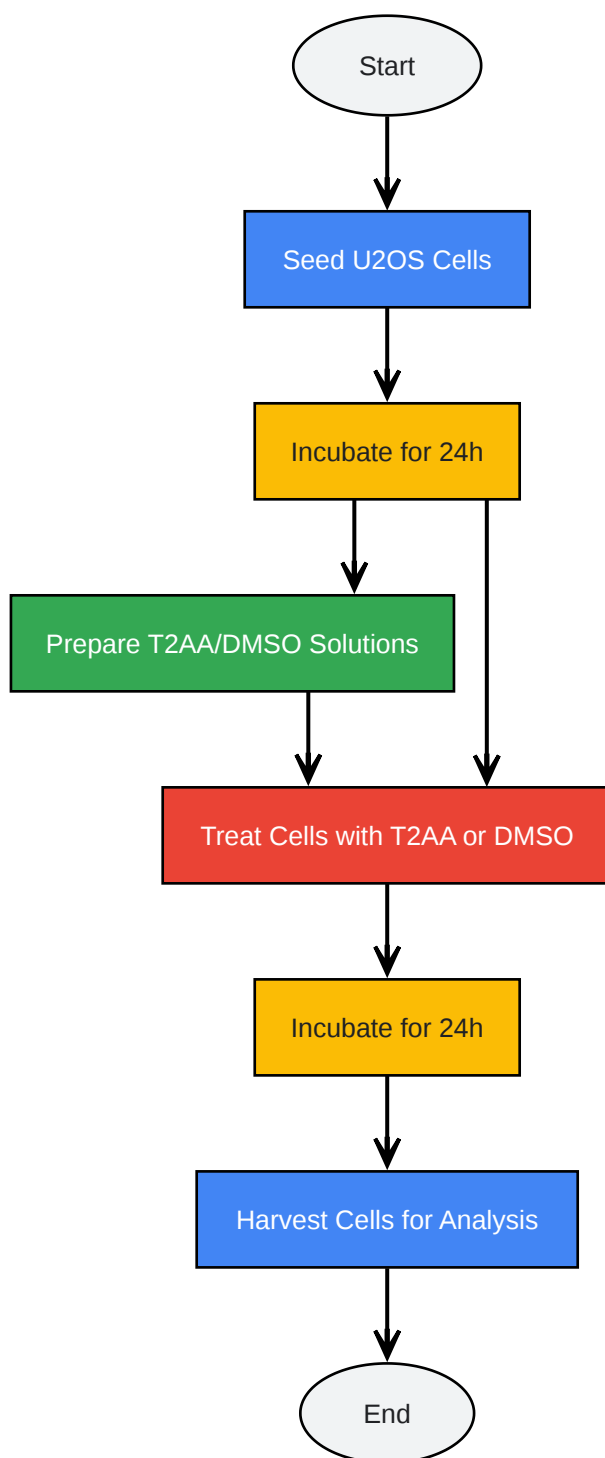 Start
Seed U2OS Cells
Incubate for 24h
Prepare T2AA/DMSO Solutions
Treat Cells with T2AA or DMSO
Incubate for 24h
Harvest Cells for Analysis
End